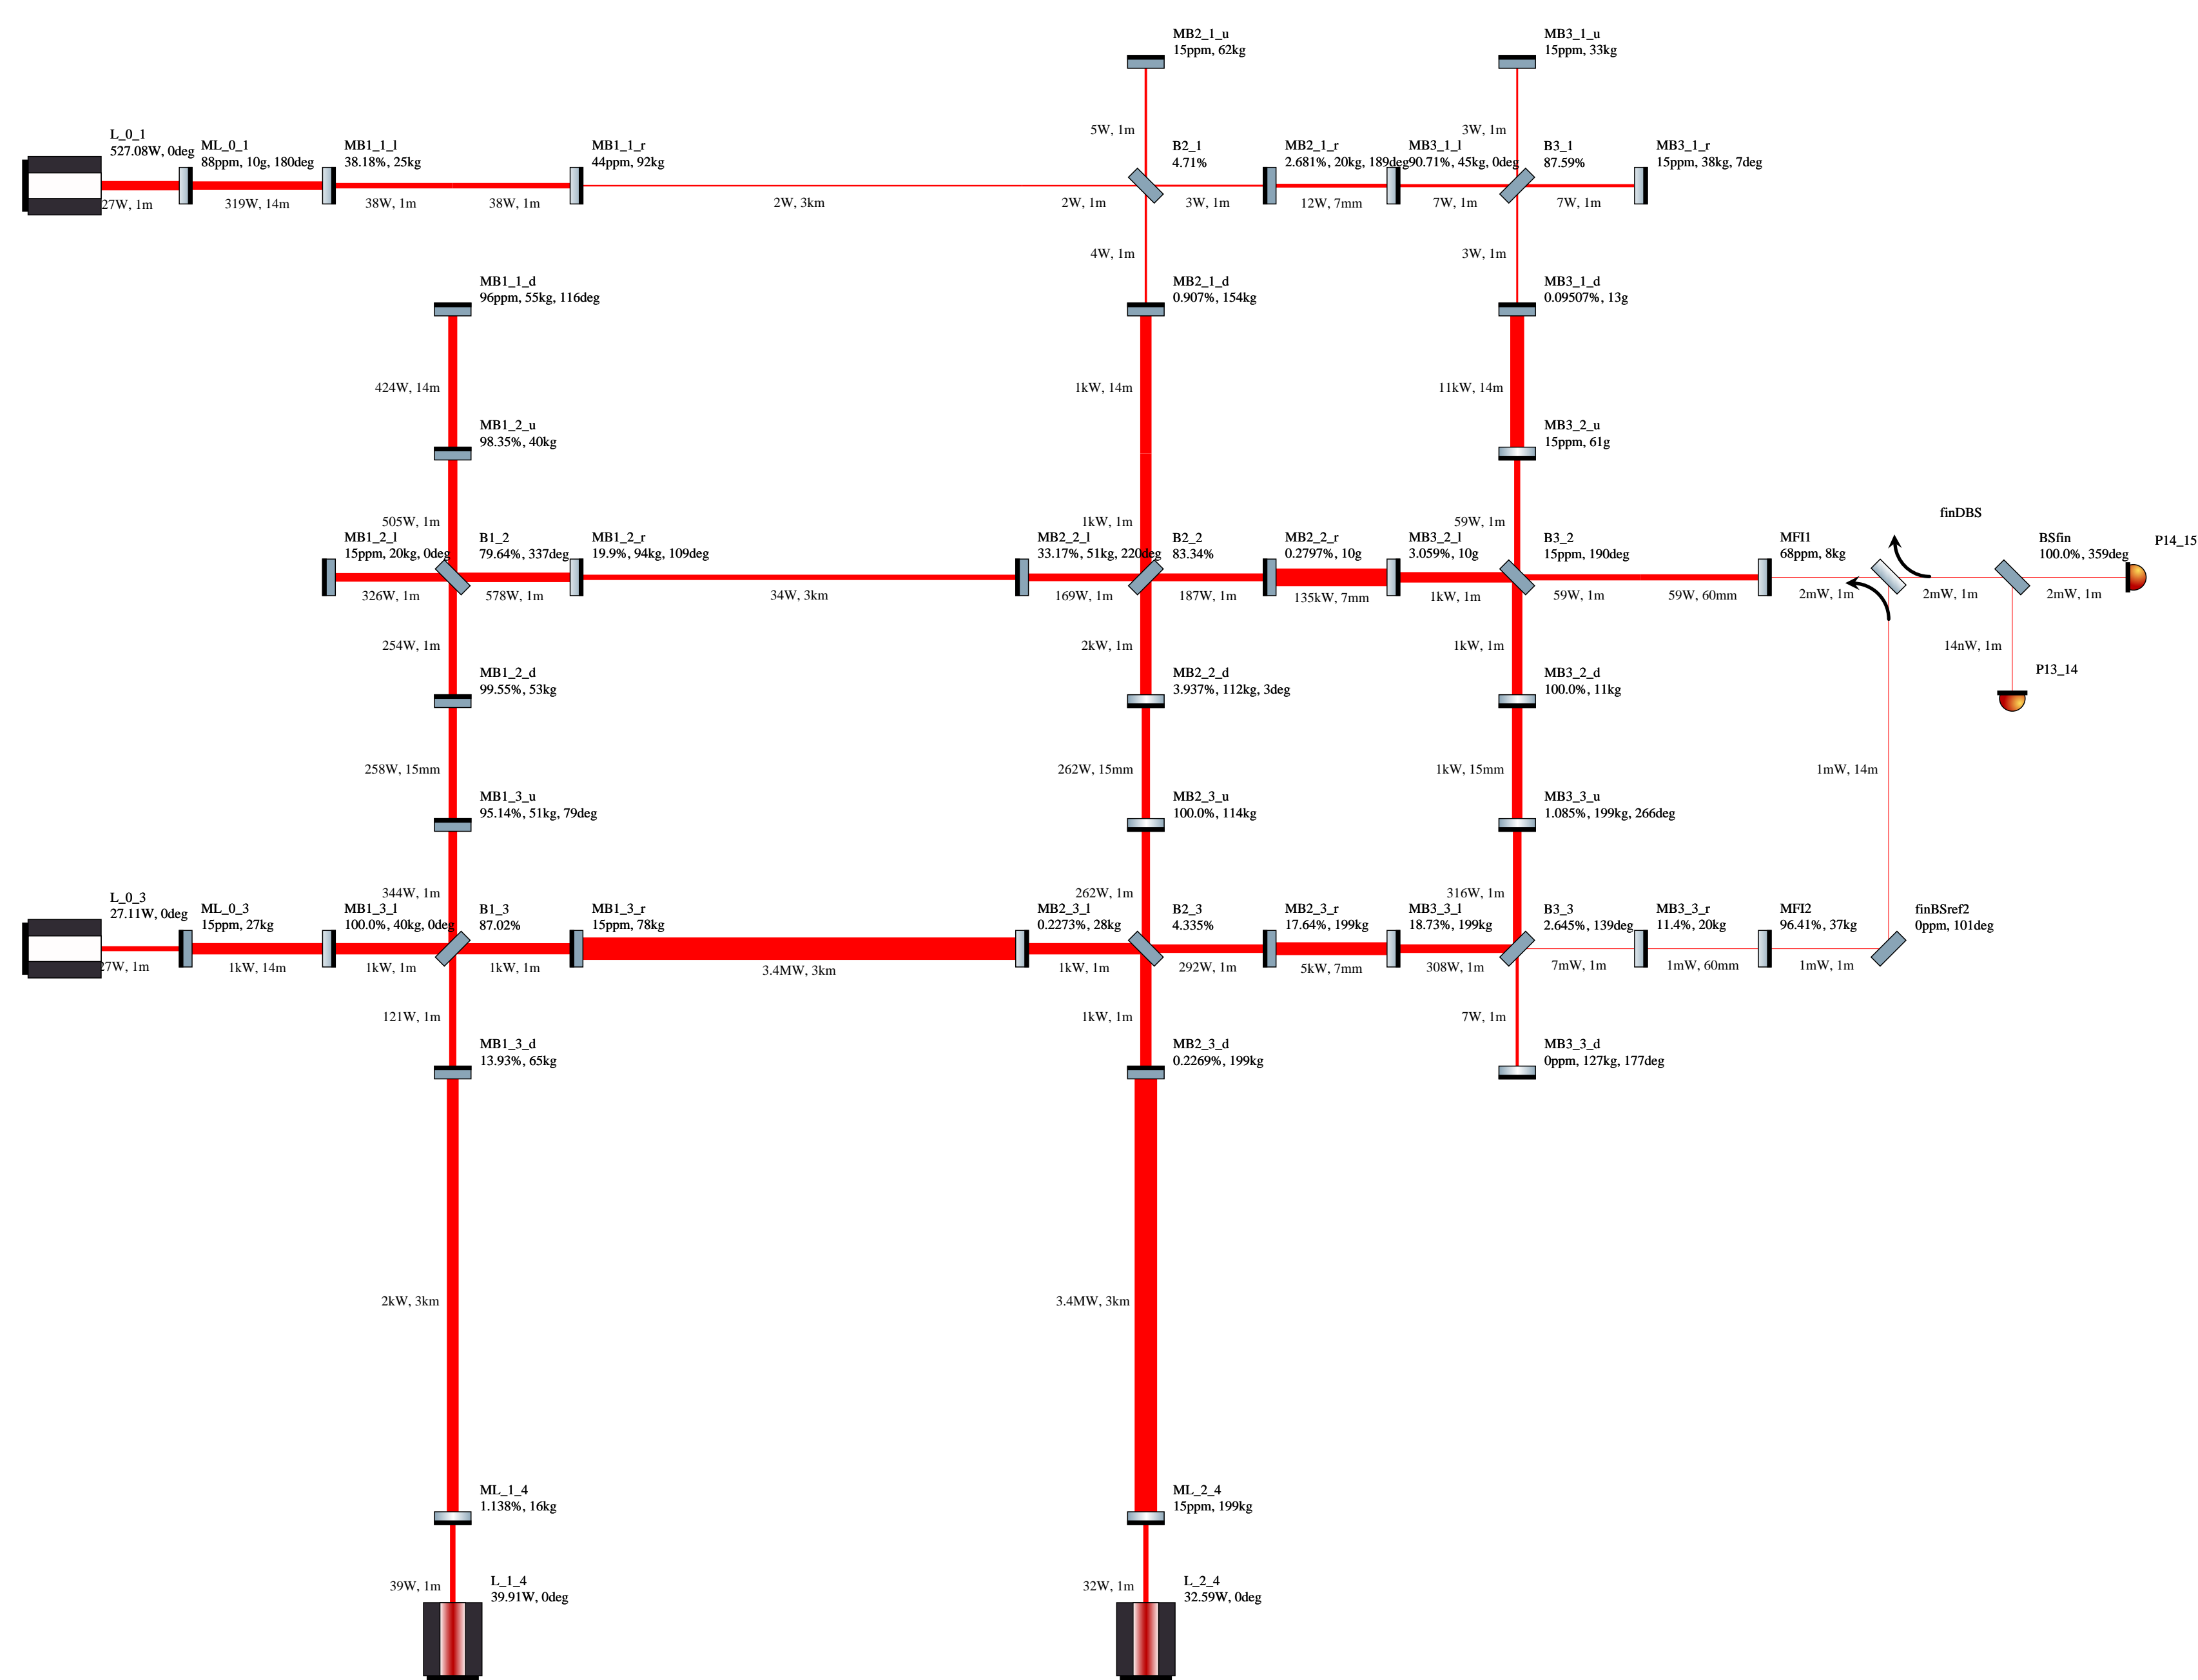 MB2_1_u
15ppm, 62kg
MB3_1_u
15ppm, 33kg
L_0_1
527.08W, 0deg
ML_0_1
88ppm, 10g, 180deg
MB1_1_l
38.18%, 25kg
MB1_1_r
44ppm, 92kg
5W, 1m
B2_1
4.71%
MB2_1_r
2.681%, 20kg, 189deg
MB3_1_l
90.71%, 45kg, 0deg
3W, 1m
B3_1
87.59%
MB3_1_r
15ppm, 38kg, 7deg
27W, 1m
319W, 14m
38W, 1m
38W, 1m
2W, 3km
2W, 1m
3W, 1m
12W, 7mm
7W, 1m
7W, 1m
4W, 1m
3W, 1m
MB1_1_d
96ppm, 55kg, 116deg
MB2_1_d
0.907%, 154kg
MB3_1_d
0.09507%, 13g
424W, 14m
1kW, 14m
11kW, 14m
MB1_2_u
98.35%, 40kg
MB3_2_u
15ppm, 61g
505W, 1m
1kW, 1m
59W, 1m
finDBS
MB1_2_l
15ppm, 20kg, 0deg
B1_2
79.64%, 337deg
MB1_2_r
19.9%, 94kg, 109deg
MB2_2_l
33.17%, 51kg, 220deg
B2_2
83.34%
MB2_2_r
0.2797%, 10g
MB3_2_l
3.059%, 10g
B3_2
15ppm, 190deg
MFI1
68ppm, 8kg
BSfin
100.0%, 359deg
P14_15
326W, 1m
578W, 1m
34W, 3km
169W, 1m
187W, 1m
135kW, 7mm
1kW, 1m
59W, 1m
59W, 60mm
2mW, 1m
2mW, 1m
2mW, 1m
254W, 1m
2kW, 1m
1kW, 1m
14nW, 1m
MB1_2_d
99.55%, 53kg
MB2_2_d
3.937%, 112kg, 3deg
MB3_2_d
100.0%, 11kg
P13_14
258W, 15mm
262W, 15mm
1kW, 15mm
1mW, 14m
MB1_3_u
95.14%, 51kg, 79deg
MB2_3_u
100.0%, 114kg
MB3_3_u
1.085%, 199kg, 266deg
344W, 1m
262W, 1m
316W, 1m
L_0_3
27.11W, 0deg
ML_0_3
15ppm, 27kg
MB1_3_l
100.0%, 40kg, 0deg
B1_3
87.02%
MB1_3_r
15ppm, 78kg
MB2_3_l
0.2273%, 28kg
B2_3
4.335%
MB2_3_r
17.64%, 199kg
MB3_3_l
18.73%, 199kg
B3_3
2.645%, 139deg
MB3_3_r
11.4%, 20kg
MFI2
96.41%, 37kg
finBSref2
0ppm, 101deg
27W, 1m
1kW, 14m
1kW, 1m
1kW, 1m
3.4MW, 3km
1kW, 1m
292W, 1m
5kW, 7mm
308W, 1m
7mW, 1m
1mW, 60mm
1mW, 1m
121W, 1m
1kW, 1m
7W, 1m
MB1_3_d
13.93%, 65kg
MB2_3_d
0.2269%, 199kg
MB3_3_d
0ppm, 127kg, 177deg
2kW, 3km
3.4MW, 3km
ML_1_4
1.138%, 16kg
ML_2_4
15ppm, 199kg
39W, 1m
L_1_4
39.91W, 0deg
32W, 1m
L_2_4
32.59W, 0deg